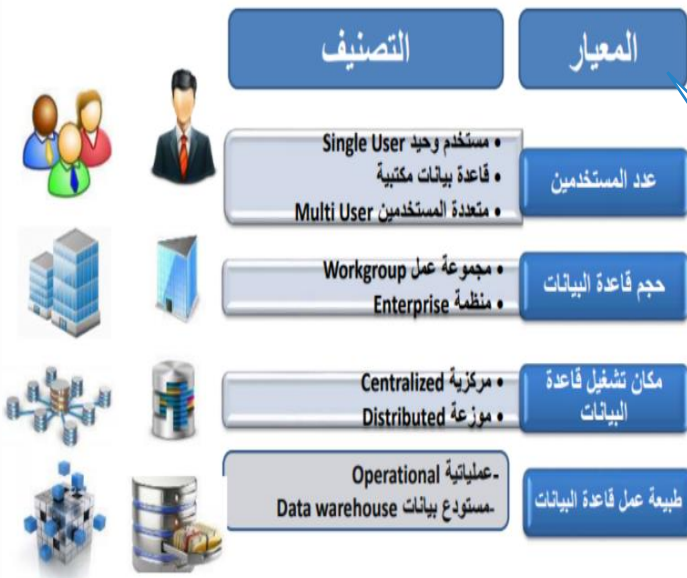 المعيار
التصنيف
عدد المستخدمين
• مستخدم وحيد Single User
• قاعدة بيانات مكتبية
• متعددة المستخدمين Multi User
حجم قاعدة البيانات
• مجموعة عمل Workgroup
• منظمة Enterprise
مكان تشغيل قاعدة
البيانات
• مركزية Centralized
• موزعة Distributed
طبيعة عمل قاعدة البيانات
-عملياتية Operational
-مستودع بيانات Data warehouse